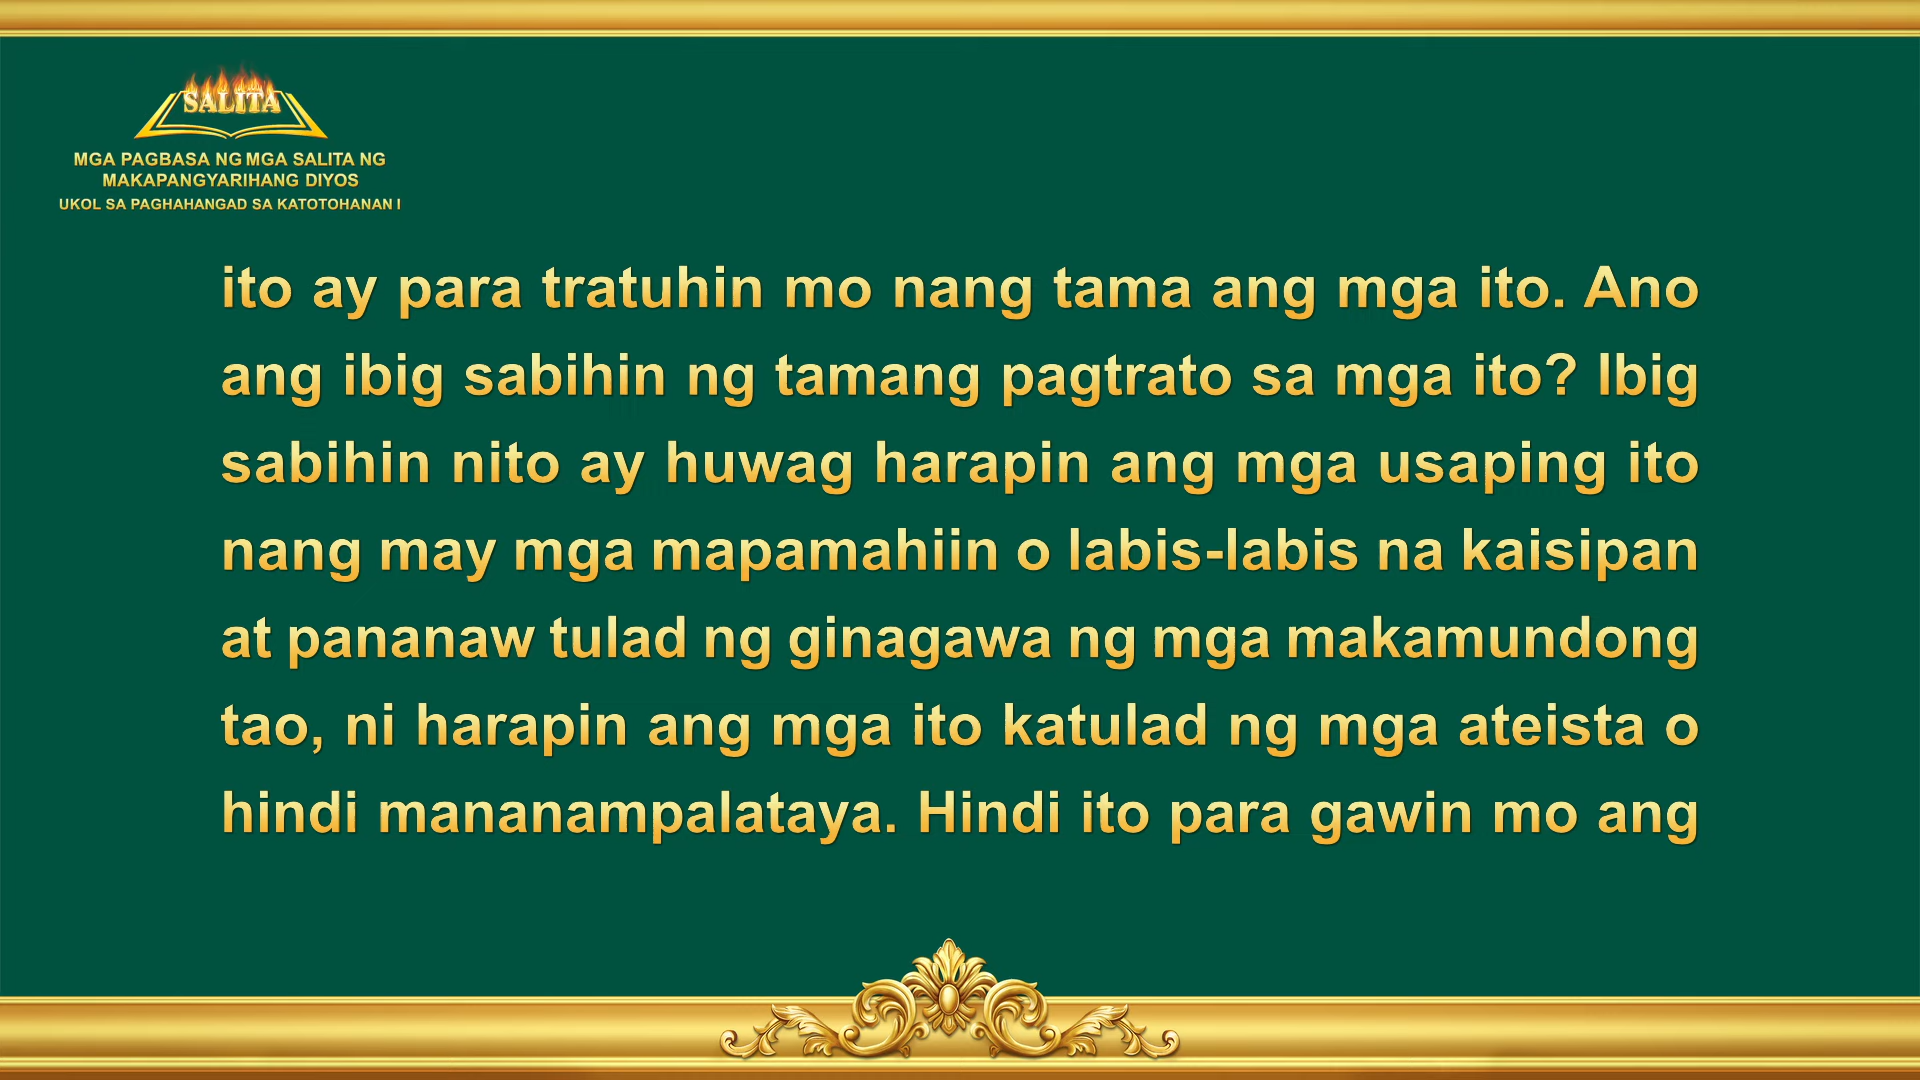 SALITA
MGA PAGBASA NG MGA SALITA NG
MAKAPANGYARIHANG DIYOS
UKOL SA PAGHAHANGAD SA KATOTOHANAN I
ito ay para tratuhin mo nang tama ang mga ito. Ano
ang ibig sabihin ng tamang pagtrato sa mga ito? Ibig
sabihin nito ay huwag harapin ang mga usaping ito
nang may mga mapamahiin o labis-labis na kaisipan
at pananaw tulad ng ginagawa ng mga makamundong
tao, ni harapin ang mga ito katulad ng mga ateista o
hindi mananampalataya. Hindi ito para gawin mo ang